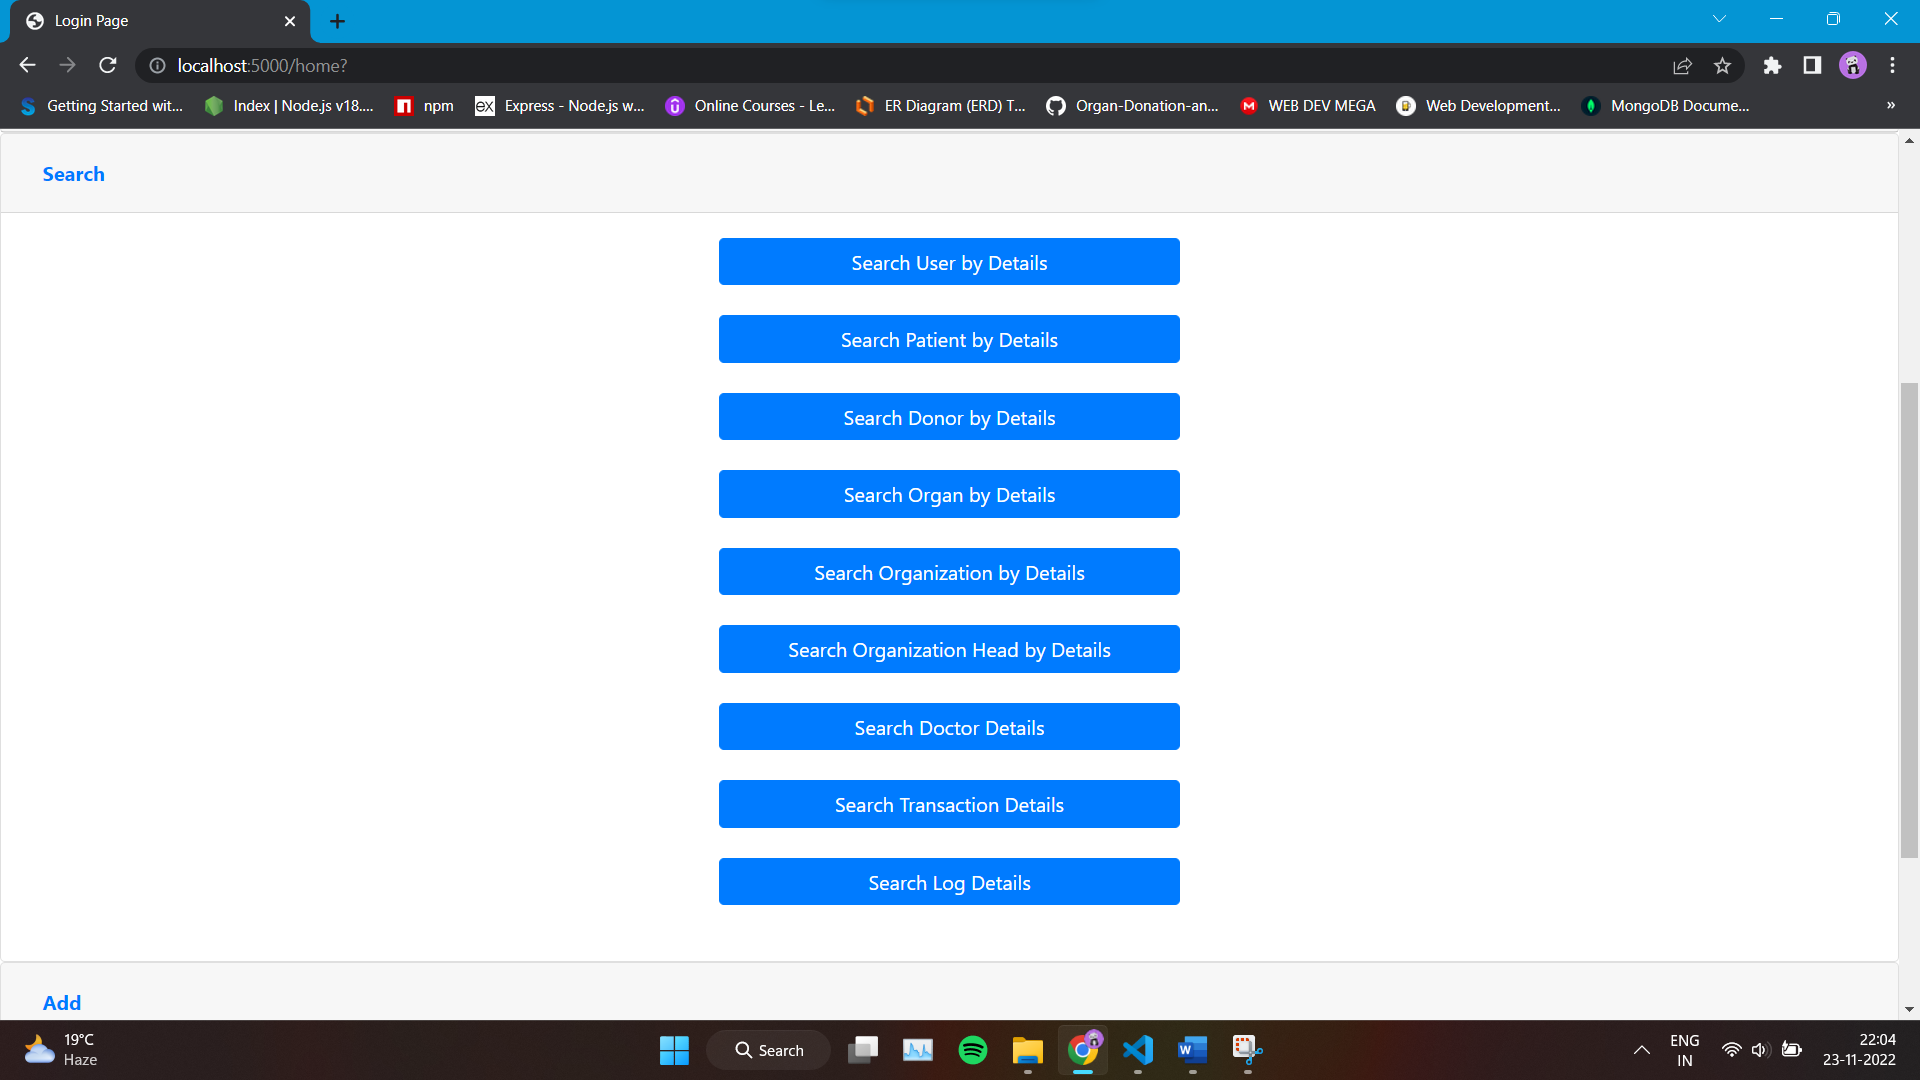 Login Page
localhost:5000/home?
Getting Started wit...
Index | Node.js v18....
npm
ex Express - Node.js w...
Online Courses - Le...
ER Diagram (ERD) T...
Organ-Donation-an...
WEB DEV MEGA
Web Development...
MongoDB Docume...
»
Search
Search User by Details
Search Patient by Details
Search Donor by Details
Search Organ by Details
Search Organization by Details
Search Organization Head by Details
Search Doctor Details
Search Transaction Details
Search Log Details
Add
19°C
Haze
Search
ENG
IN
22:04
23-11-2022